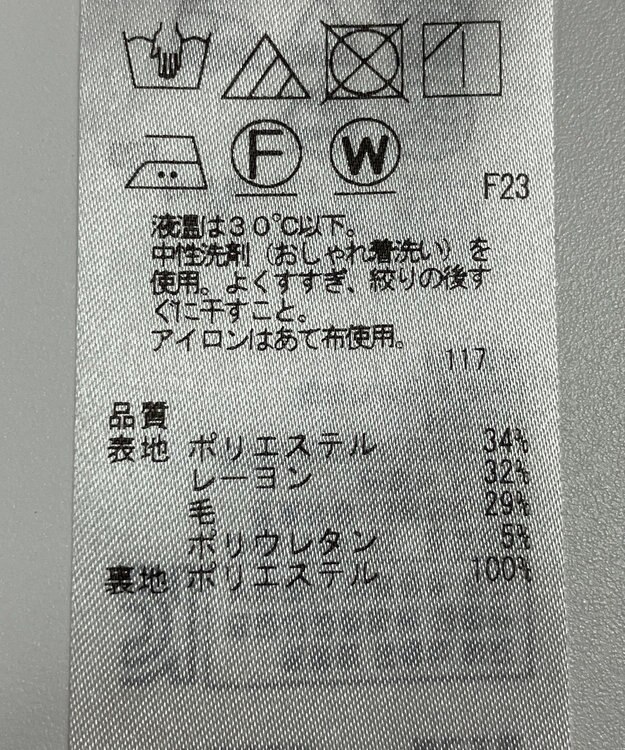 F W
F23
液温は30℃以下。
中性洗剤(おしゃれ着洗い)を
使用。よくすすぎ、絞りの後す
ぐに干すこと。
アイロンはあて布使用。
117
品質
表地 ポリエステル 34%
レーヨン 32%
毛 29%
ポリウレタン 5%
裏地 ポリエステル 100%